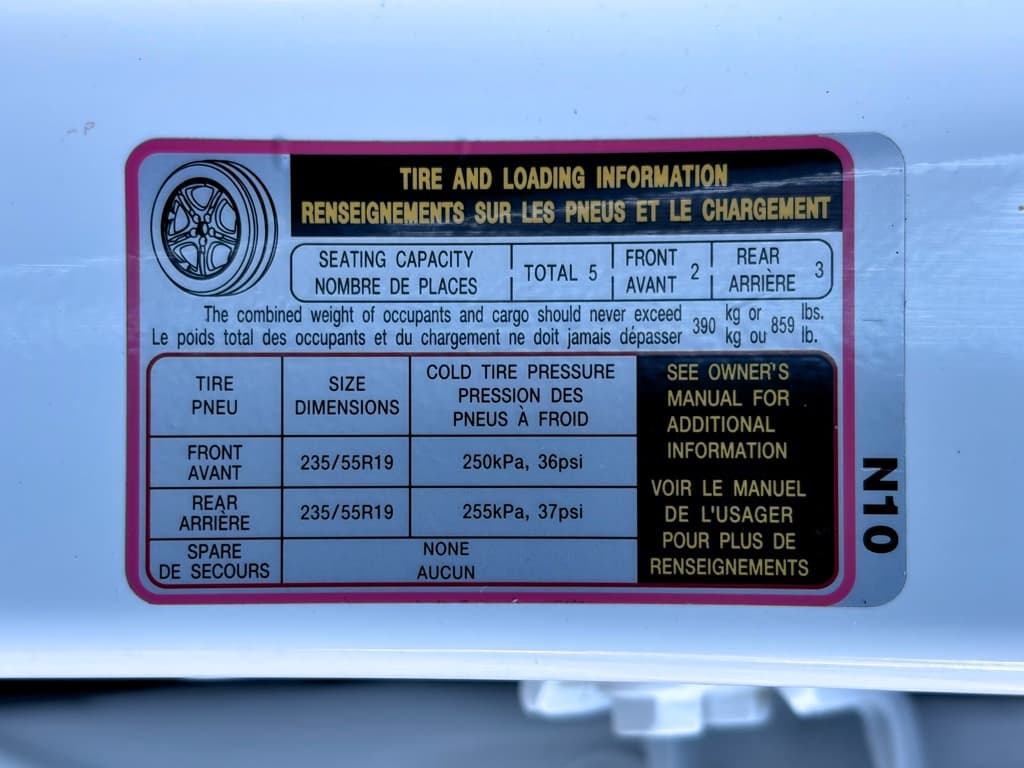 TIRE AND LOADING INFORMATION
RENSEIGNEMENTS SUR LES PNEUS ET LE CHARGEMENT
SEATING CAPACITY
NOMBRE DE PLACES
TOTAL 5
FRONT
AVANT 2
REAR
ARRIÈRE 3
The combined weight of occupants and cargo should never exceed 390 kg or 859 lbs.
Le poids total des occupants et du chargement ne doit jamais dépasser kg ou lb.
TIRE
PNEU
SIZE
DIMENSIONS
COLD TIRE PRESSURE
PRESSION DES
PNEUS À FROID
FRONT
AVANT
235/55R19
250kPa, 36psi
REAR
ARRIÈRE
235/55R19
255kPa, 37psi
SPARE
DE SECOURS
NONE
AUCUN
SEE OWNER'S
MANUAL FOR
ADDITIONAL
INFORMATION
VOIR LE MANUEL
DE L'USAGER
POUR PLUS DE
RENSEIGNEMENTS
N10